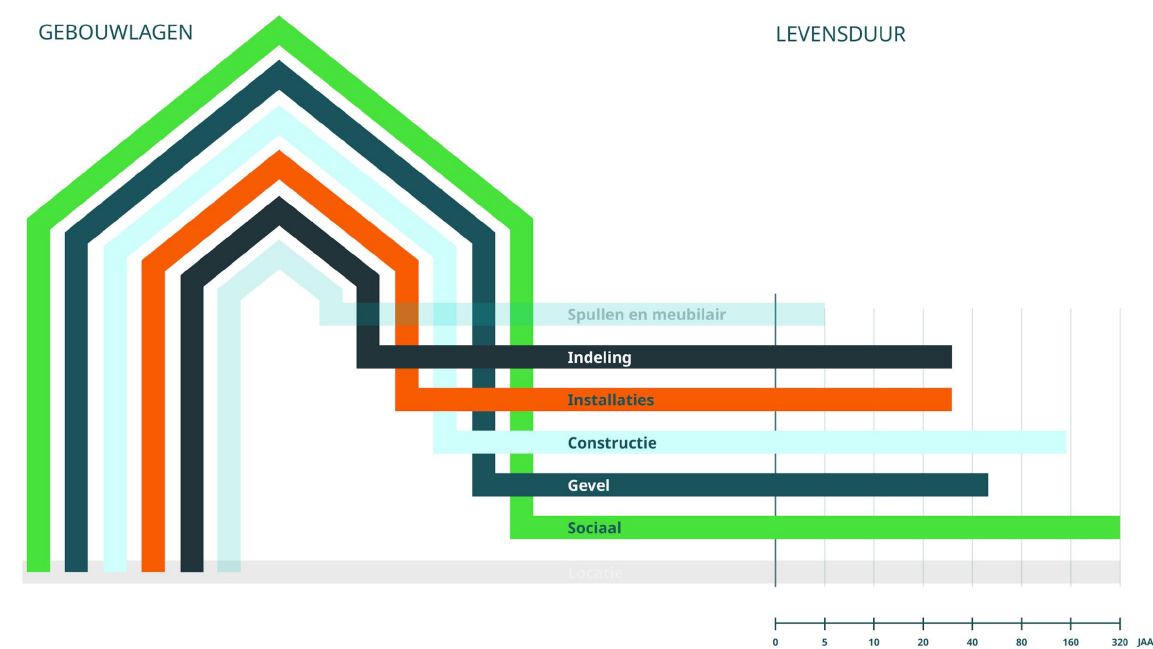 GEBOUWLAGEN
LEVENSDUUR
Spullen en meubilair
Indeling
Installaties
Constructie
Gevel
Sociaal
Locatie
0 5 10 20 40 80 160 320 JAA